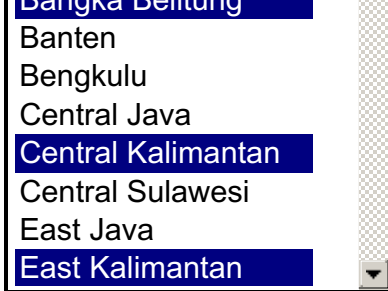 Bangka Belitung
Banten
Bengkulu
Central Java
Central Kalimantan
Central Sulawesi
East Java
East Kalimantan